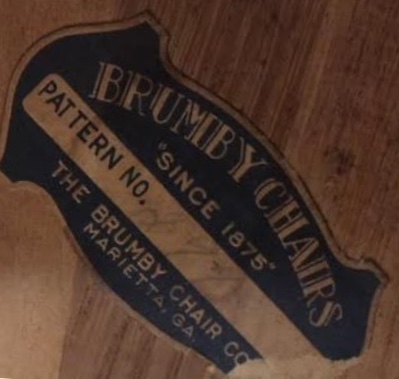 BRUMBY CHAIRS
"SINCE 1875"
PATTERN NO.
THE BRUMBY CHAIR CO
MARIETTA, GA.